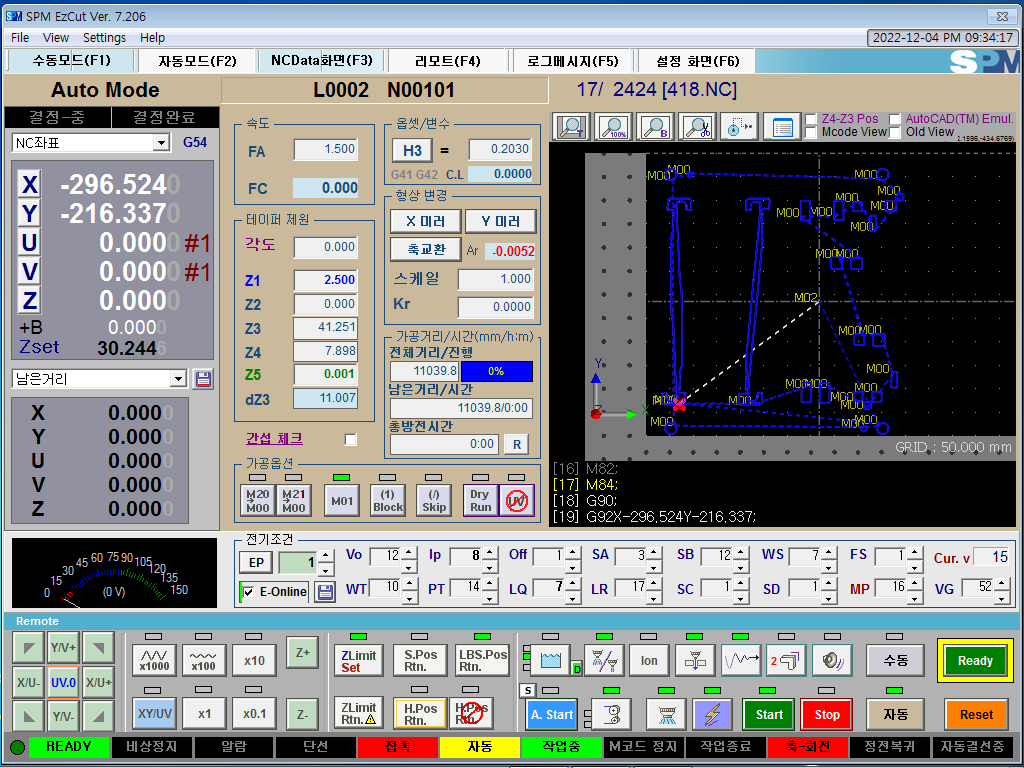 SPM EzCut Ver. 7.206
File View Settings Help
2022-12-04 PM 09:34:17
수동모드(F1) 자동모드(F2) NCData화면(F3) 리모트(F4) 로그메시지(F5) 설정 화면(F6) SPM
Auto Mode
L0002 N00101
17/ 2424 [418.NC]
결정-중 결정완료
NC좌표 G54
X -296.5240
Y -216.3370
U 0.0000 #1
V 0.0000 #1
Z 0.0000
+B 0.0000
Zset 30.2446
남은거리
X 0.0000
Y 0.0000
U 0.0000
V 0.0000
Z 0.0000
속도
FA 1.500
FC 0.000
테이퍼 제원
각도 0.000
Z1 2.500
Z2 0.000
Z3 41.251
Z4 7.898
Z5 0.001
dZ3 11.007
간섭 체크
옵셋/변수
H3 = 0.2030
G41 G42 C.L 0.0000
형상 변경
X 미러 Y 미러
축교환 Ar -0.0052
스케일 1.000
Kr 0.0000
가공거리/시간(mm/h:m)
전체거리/진행
11039.8 0%
남은거리/시간
11039.8/0:00
총방전시간
0:00 R
가공옵션
M20 M00 M21 M00 M01 (1) Block (/) Skip Dry Run UV
T 100% B
Z4-Z3 Pos AutoCAD(TM) Emul.
Mcode View Old View
M00 M00 M00 M00
M00
M00 M00 M00 M00
M00
M00 M00
M02
M00 M00
M00
M00 M00 M00
M00 M00 M00
M00 M00
Y
X
GRID : 50.000 mm
[16] M82;
[17] M84;
[18] G90;
[19] G92X-296.524Y-216.337;
0 15 30 45 60 75 90 105 120 135 150
(0 V)
전기조건
EP 1 Vo 12 Ip 8 Off 1 SA 3 SB 12 WS 7 FS 1 Cur. v 15
E-Online WT 10 PT 14 LQ 7 LR 17 SC 1 SD 1 MP 16 VG 52
Remote
Y/V+
X/U- UV.0 X/U+
Y/V-
x1000 x100 x10 Z+
XY/UV x1 x0.1 Z-
ZLimit Set S.Pos Rtn. LBS.Pos Rtn.
ZLimit Rtn. H.Pos Rtn. H.Pos Rtn.
D Ion 2 수동 Ready
S A. Start 3 Start Stop 자동 Reset
READY 비상정지 알람 단선 접촉 자동 작업중 M코드 정지 작업종료 축-회전 정전복귀 자동결선중